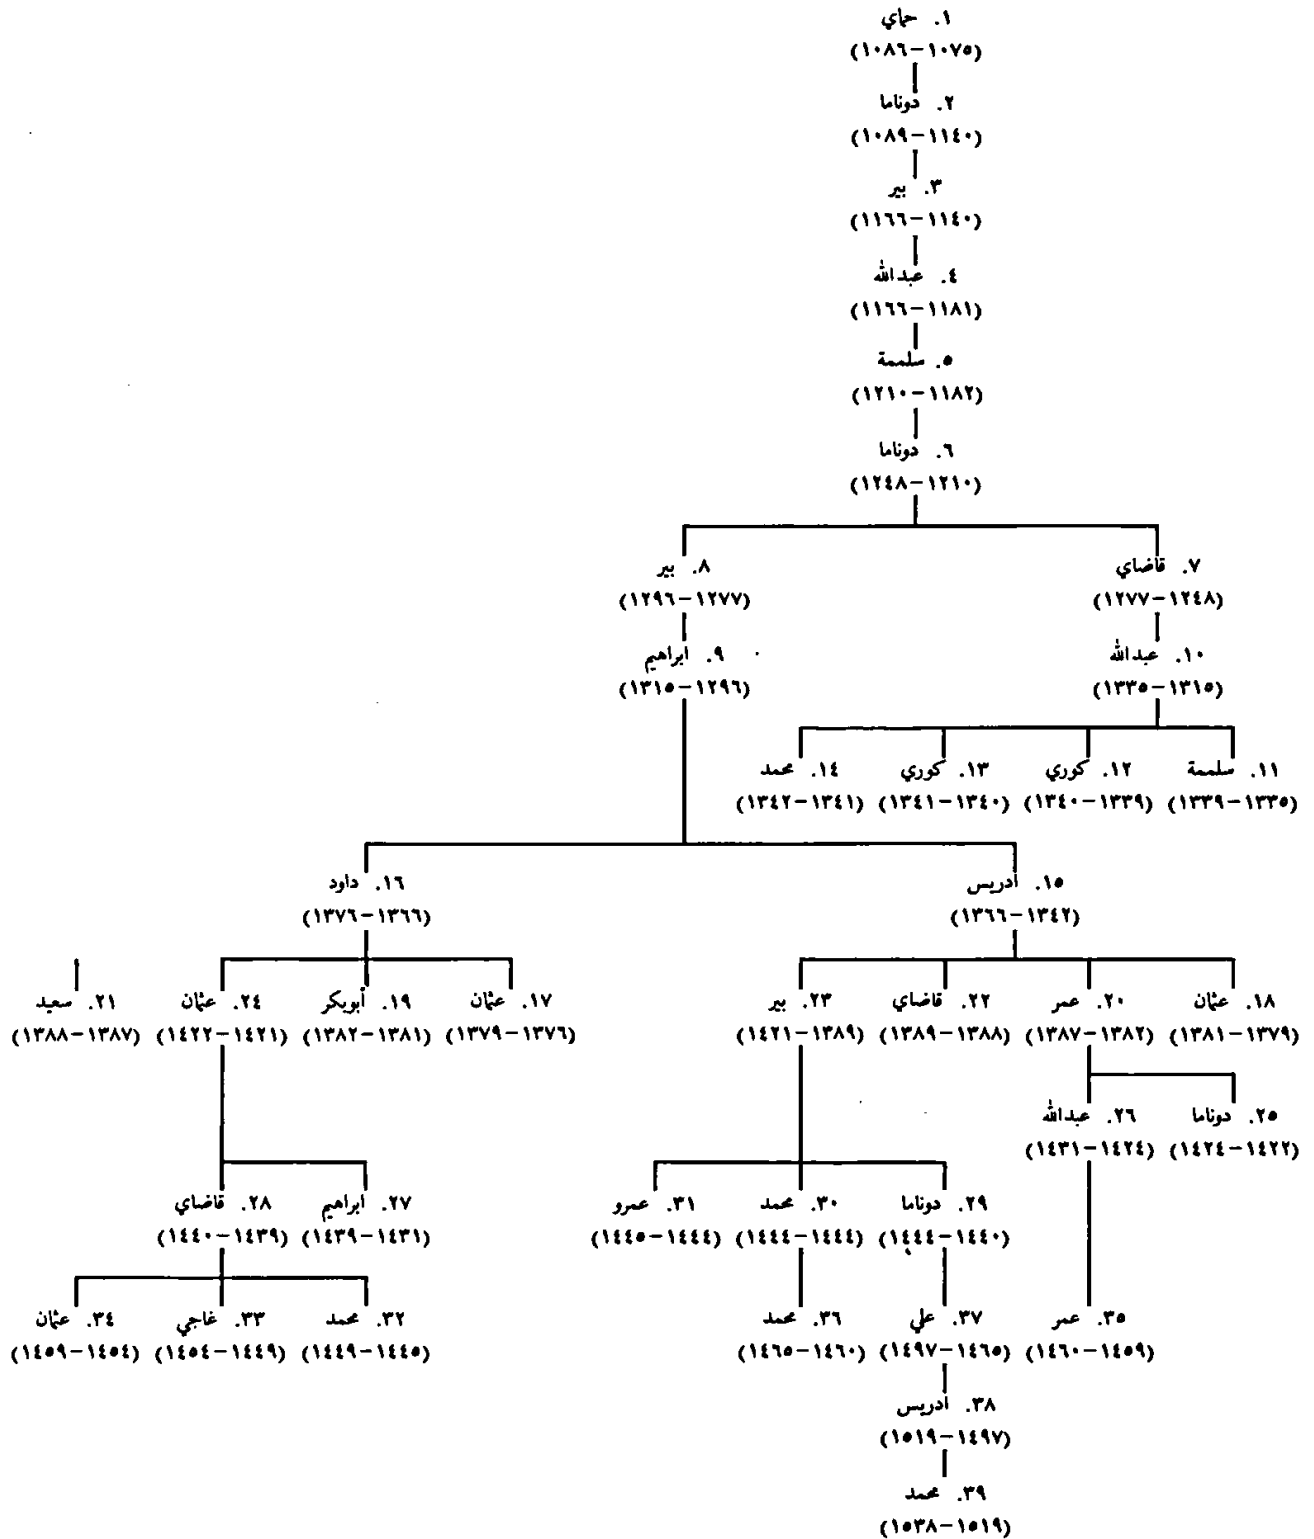 ١. حماي
(١٠٧٥-١٠٨٦)
٢. دوناما
(١١٤٠-١٠٨٩)
٣. بير
(١١٤٠-١١٦٦)
٤. عبدالله
(١١٨١-١١٦٦)
٥. سلممة
(١١٨٢-١٢١٠)
٦. دوناما
(١٢١٠-١٢٤٨)
٧. قاضاي
(١٢٤٨-١٢٧٧)
٨. بير
(١٢٧٧-١٢٩٦)
١٠. عبدالله
(١٣١٥-١٣٣٥)
٩. ابراهيم
(١٢٩٦-١٣١٥)
١١. سلممة
(١٣٣٥-١٣٣٩)
١٢. كوري
(١٣٣٩-١٣٤٠)
١٣. كوري
(١٣٤٠-١٣٤١)
١٤. محمد
(١٣٤١-١٣٤٢)
١٥. ادريس
(١٣٤٢-١٣٦٦)
١٦. داود
(١٣٦٦-١٣٧٦)
١٨. عثمان
(١٣٧٩-١٣٨١)
٢٠. عمر
(١٣٨٢-١٣٨٧)
٢٢. قاضاي
(١٣٨٨-١٣٨٩)
٢٣. بير
(١٣٨٩-١٤٢١)
١٧. عثمان
(١٣٧٦-١٣٧٩)
١٩. أبوبكر
(١٣٨١-١٣٨٢)
٢٤. عثمان
(١٤٢١-١٤٢٢)
٢١. سعيد
(١٣٨٧-١٣٨٨)
٢٥. دوناما
(١٤٢٢-١٤٢٤)
٢٦. عبدالله
(١٤٢٤-١٤٣١)
٢٩. دوناما
(١٤٤٠-١٤٤٤)
٣٠. محمد
(١٤٤٤-١٤٤٤)
٣١. عمرو
(١٤٤٤-١٤٤٥)
٢٧. ابراهيم
(١٤٣١-١٤٣٩)
٢٨. قاضاي
(١٤٣٩-١٤٤٠)
٣٥. عمر
(١٤٥٩-١٤٦٠)
٣٧. علي
(١٤٦٥-١٤٩٧)
٣٦. محمد
(١٤٦٠-١٤٦٥)
٣٢. محمد
(١٤٤٥-١٤٤٩)
٣٣. غاجي
(١٤٤٩-١٤٥٤)
٣٤. عثمان
(١٤٥٤-١٤٥٩)
٣٨. ادريس
(١٤٩٧-١٥١٩)
٣٩. محمد
(١٥١٩-١٥٣٨)